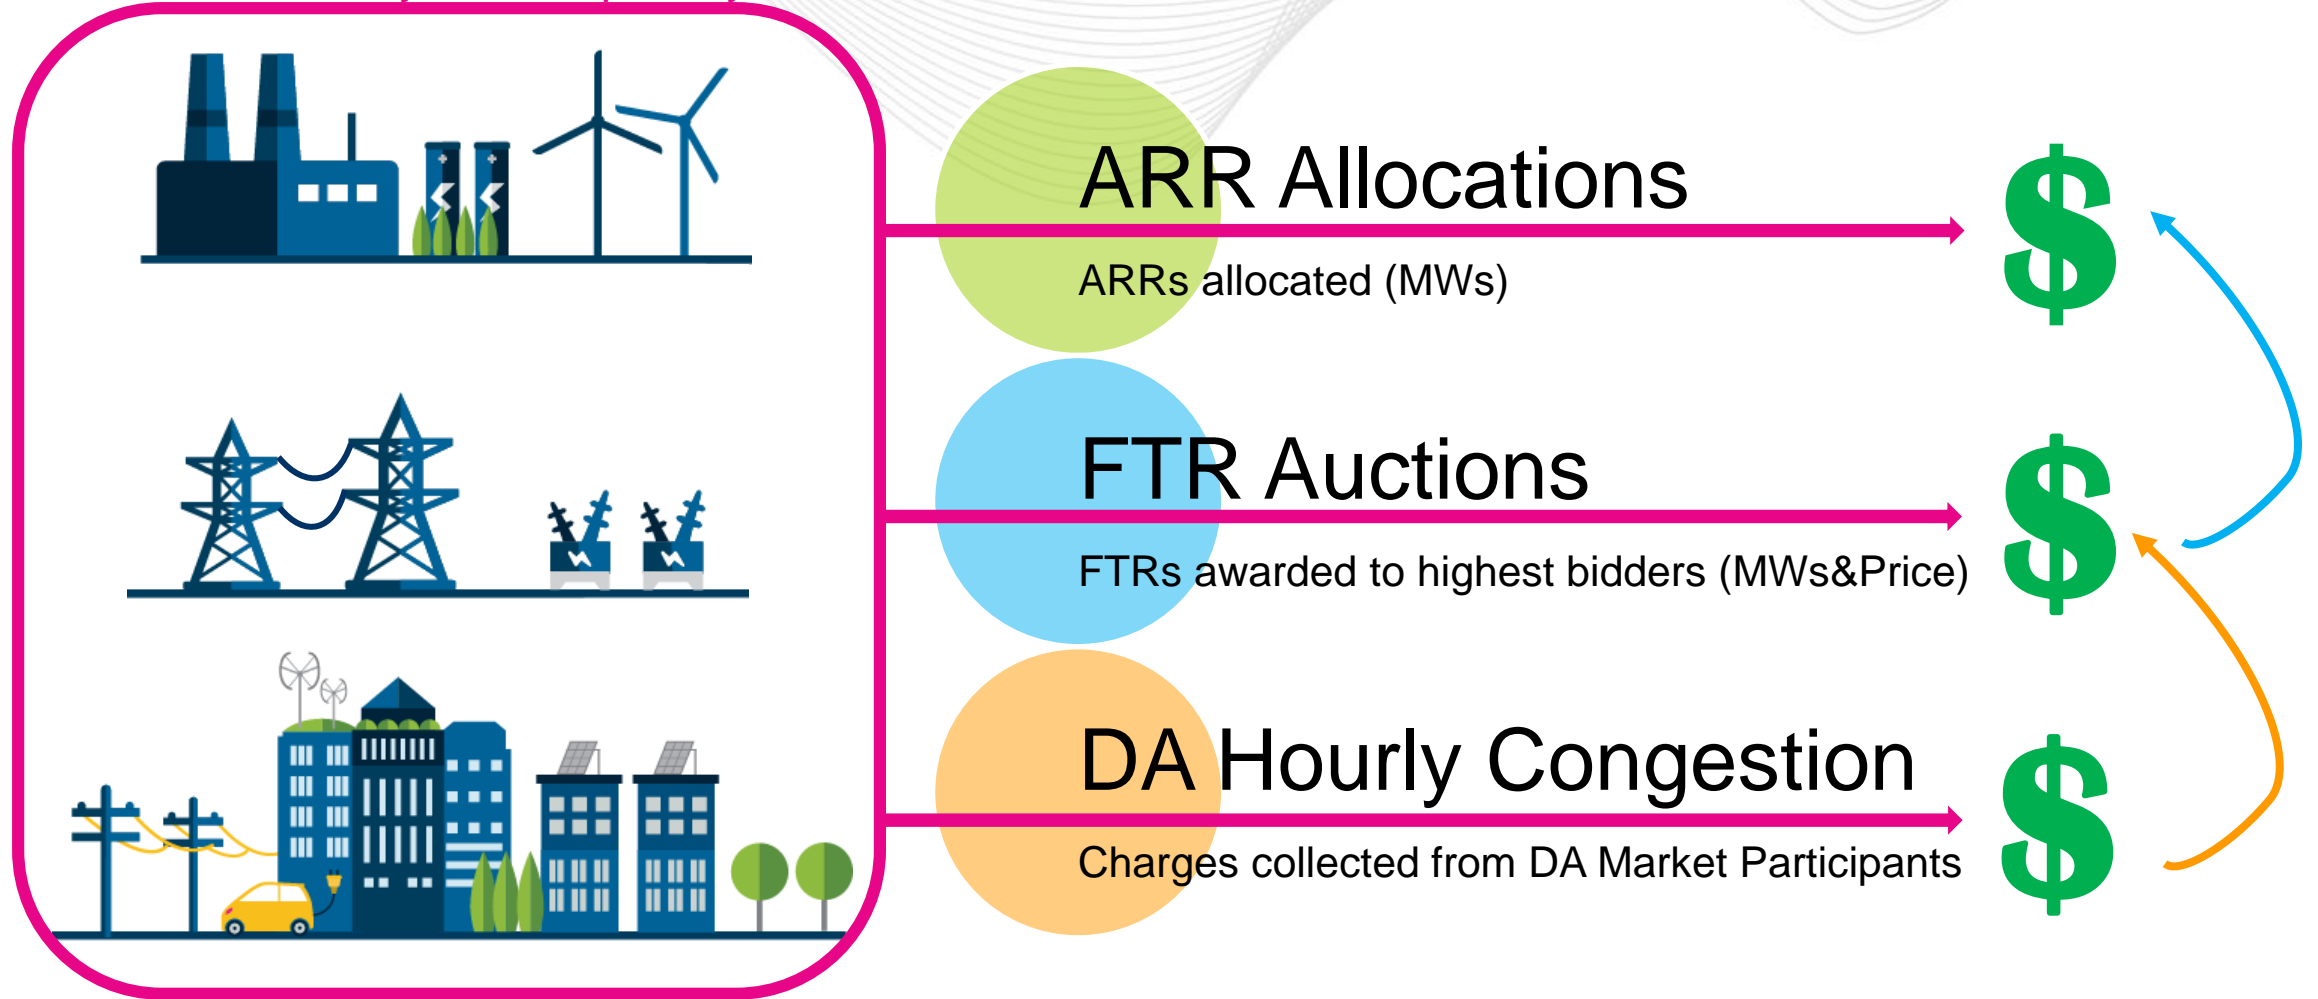 ARR Allocations
ARRs allocated (MWs)
FTR Auctions
FTRs awarded to highest bidders (MWs&Price)
DA Hourly Congestion
Charges collected from DA Market Participants
$
$
$